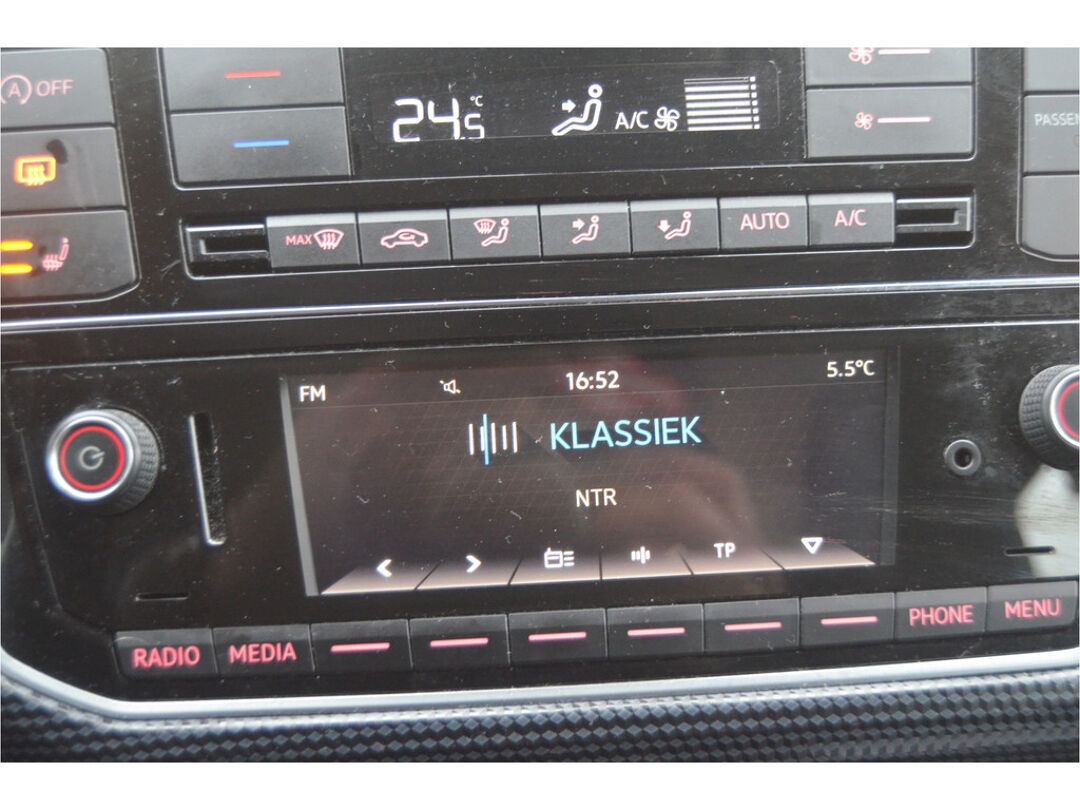 (A) OFF
24.5 °C
A/C
PASSEN
MAX
AUTO
A/C
FM
16:52
5.5°C
KLASSIEK
NTR
TP
RADIO
MEDIA
PHONE
MENU